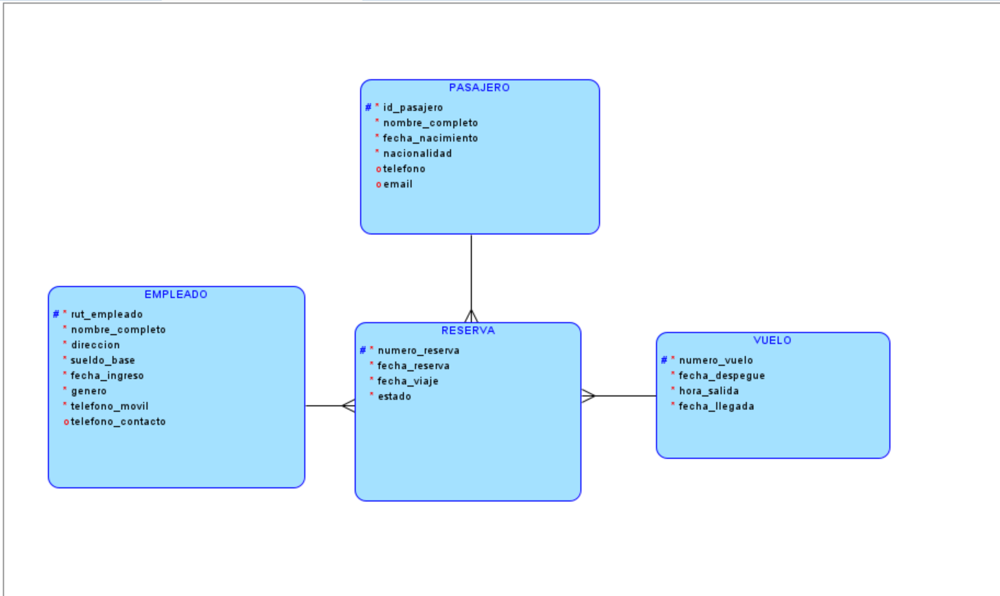 PASAJERO
# * id_pasajero
* nombre_completo
* fecha_nacimiento
* nacionalidad
o telefono
o email
EMPLEADO
# * rut_empleado
* nombre_completo
* direccion
* sueldo_base
* fecha_ingreso
* genero
* telefono_movil
o telefono_contacto
RESERVA
# * numero_reserva
* fecha_reserva
* fecha_viaje
* estado
VUELO
# * numero_vuelo
* fecha_despegue
* hora_salida
* fecha_llegada